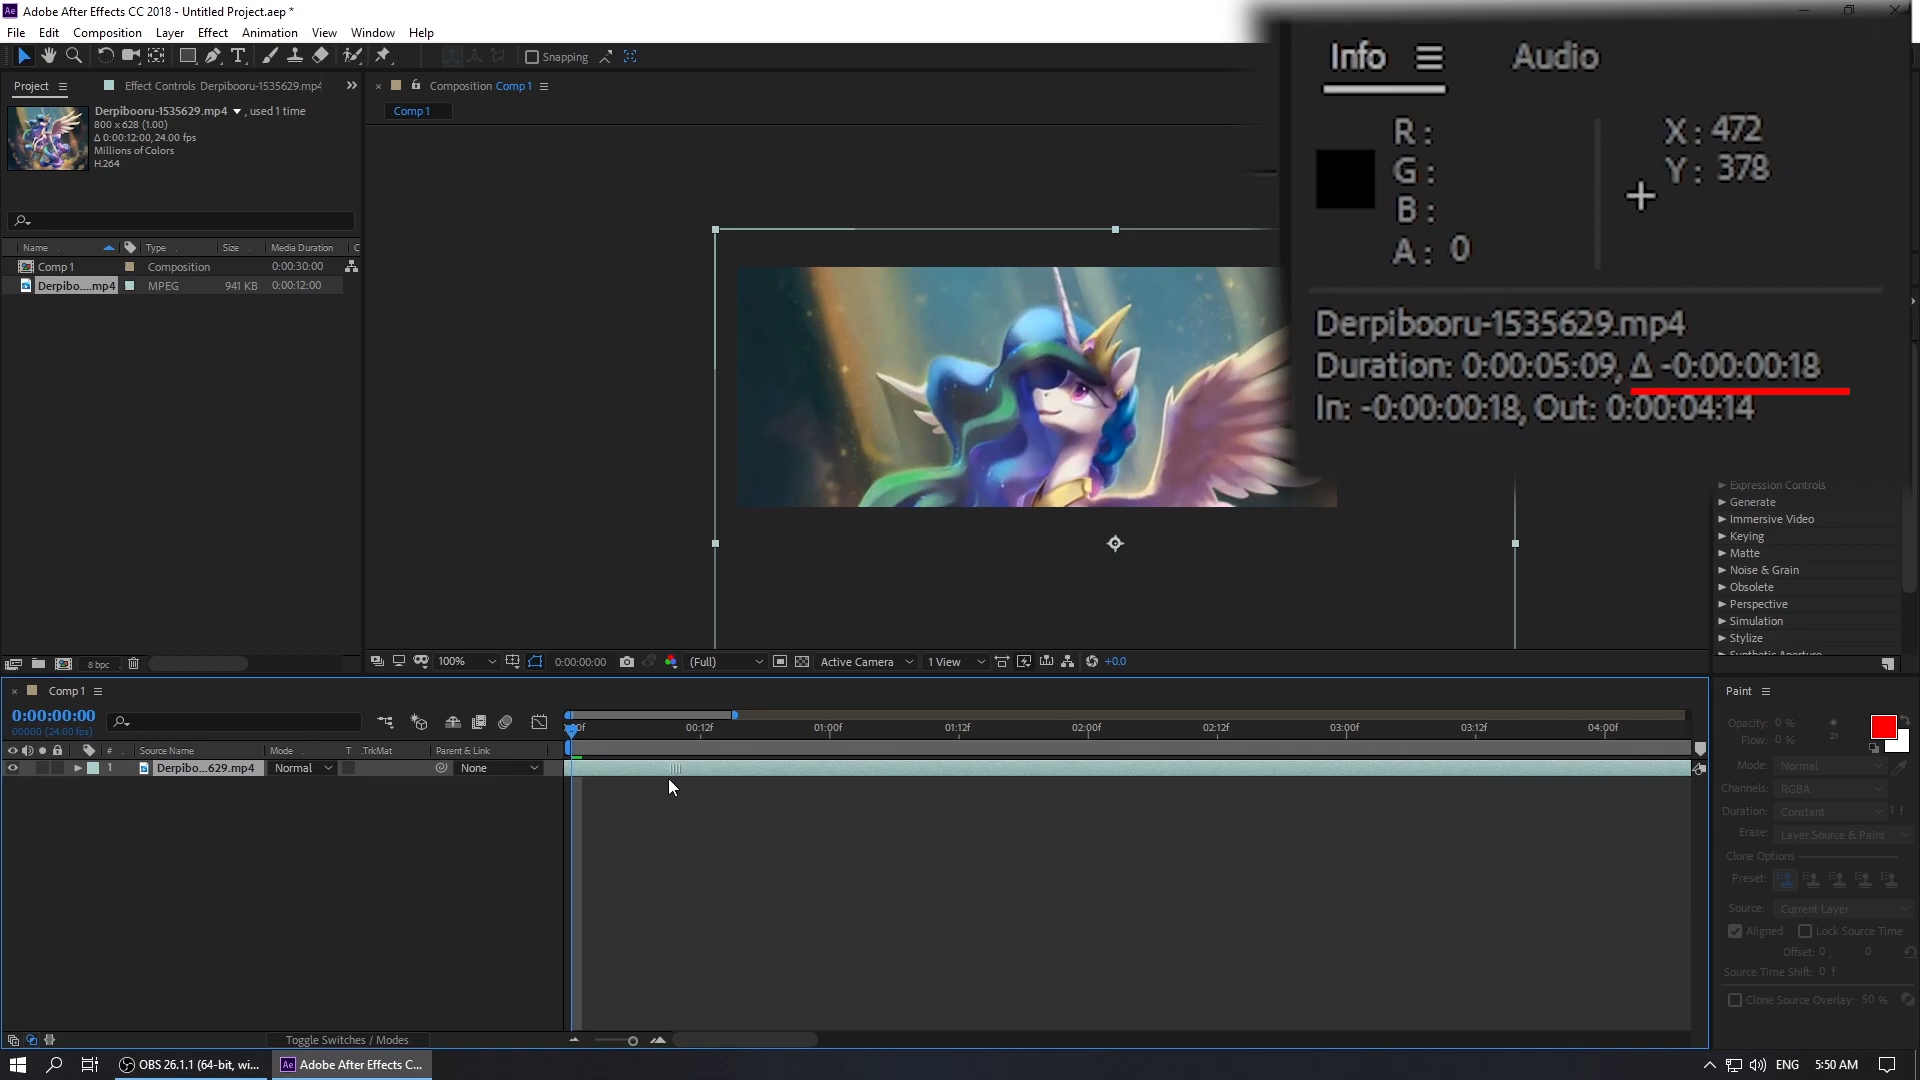 Adobe After Effects CC 2018 - Untitled Project.aep *
File Edit Composition Layer Effect Animation View Window Help
Snapping
Project
Effect Controls Derpibooru-1535629.mp4
Derpibooru-1535629.mp4 , used 1 time
800 x 628 (1.00)
Δ 0:00:12:00, 24.00 fps
Millions of Colors
H.264
Name Type Size Media Duration
Comp 1 Composition 0:00:30:00
Derpibo....mp4 MPEG 941 KB 0:00:12:00
8 bpc
Composition Comp 1
Comp 1
100% 0:00:00:00 (Full) Active Camera 1 View +0.0
Info Audio
R :
G :
B :
A : 0
X : 472
Y : 378
Derpibooru-1535629.mp4
Duration: 0:00:05:09, Δ -0:00:00:18
In: -0:00:00:18, Out: 0:00:04:14
Expression Controls
Generate
Immersive Video
Keying
Matte
Noise & Grain
Obsolete
Perspective
Simulation
Stylize
Synthetic Aperture
Comp 1
0:00:00:00
00000 (24.00 fps)
00:12f 01:00f 01:12f 02:00f 02:12f 03:00f 03:12f 04:00f
# Source Name Mode T .TrkMat Parent & Link
1 Derpibo...629.mp4 Normal None
Toggle Switches / Modes
Paint
Opacity: 0 %
Flow: 0 %
21
Mode: Normal
Channels: RGBA
Duration: Constant 1 f
Erase: Layer Source & Paint
Clone Options
Preset:
Source: Current Layer
Aligned Lock Source Time
Offset: 0 , 0
Source Time Shift: 0 f
Clone Source Overlay: 50 %
OBS 26.1.1 (64-bit, wi...
Adobe After Effects C...
ENG 5:50 AM